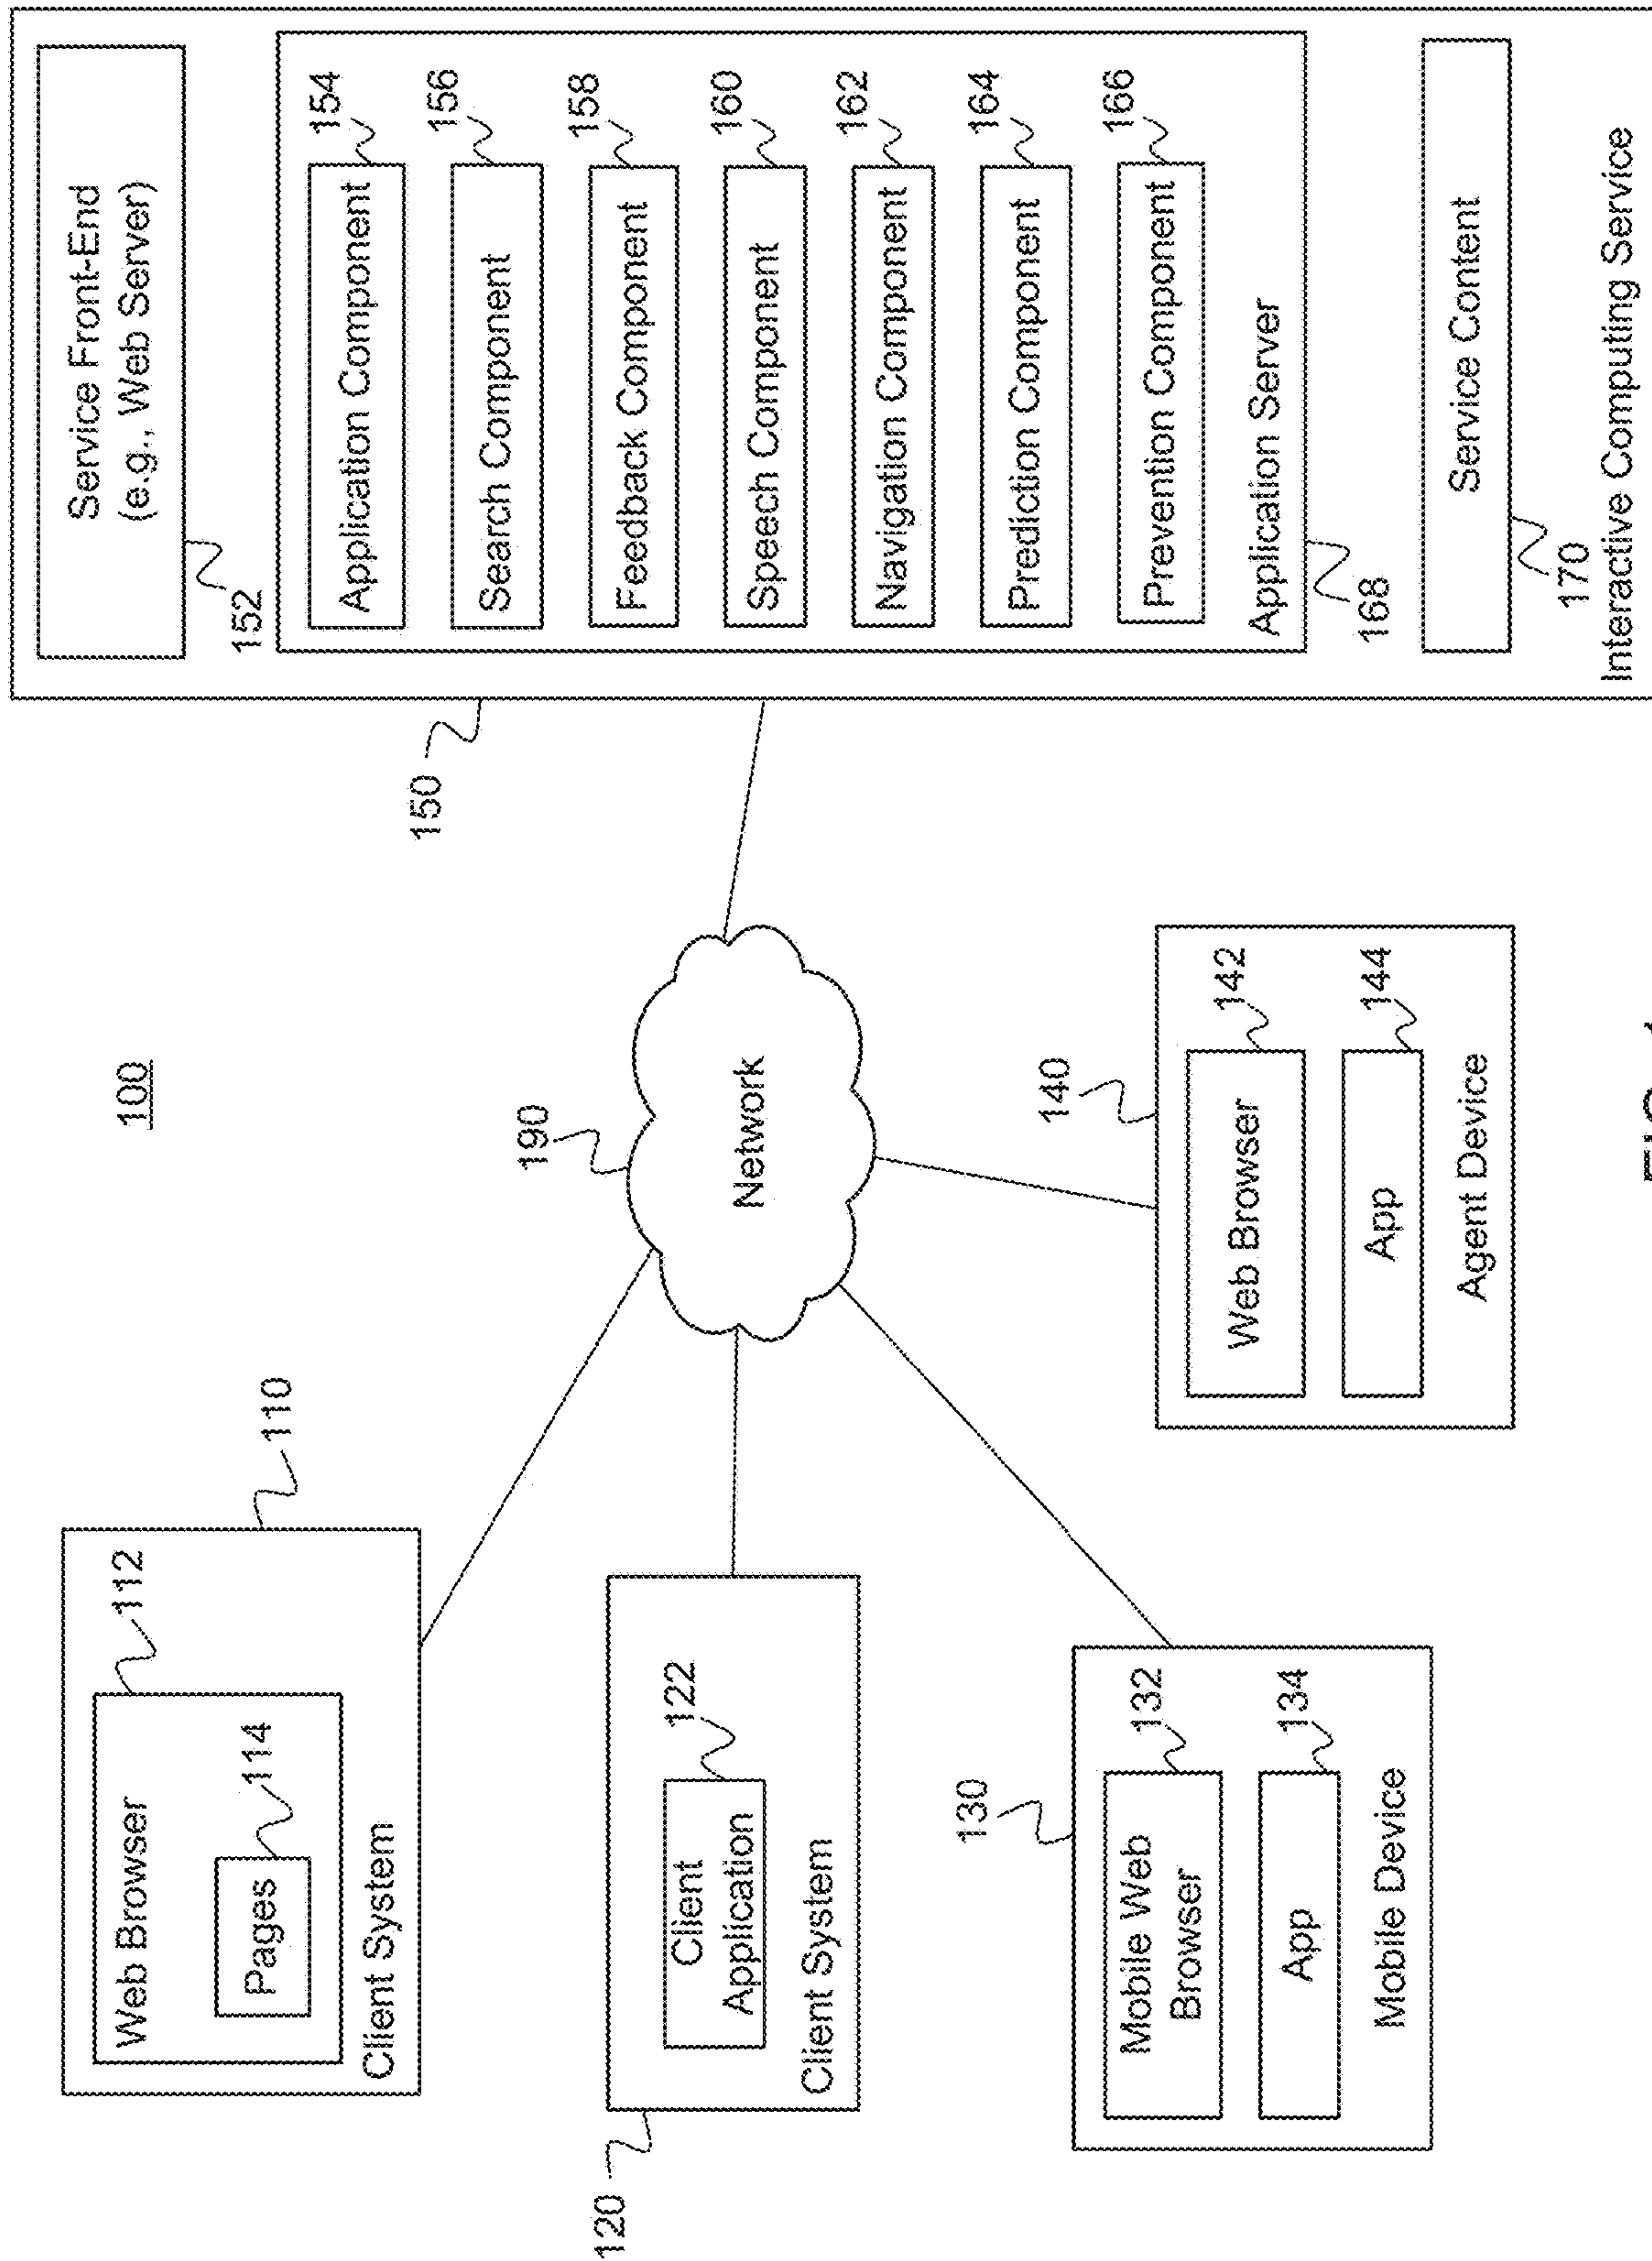 100
110
112
Web Browser
114
Pages
Client System
120
122
Client
Application
Client System
130
132
Mobile Web
Browser
134
App
Mobile Device
190
Network
140
142
Web Browser
144
App
Agent Device
150
Service Front-End
(e.g., Web Server)
152
154
Application Component
156
Search Component
158
Feedback Component
160
Speech Component
162
Navigation Component
164
Prediction Component
166
Prevention Component
Application Server
168
Service Content
170
Interactive Computing Service